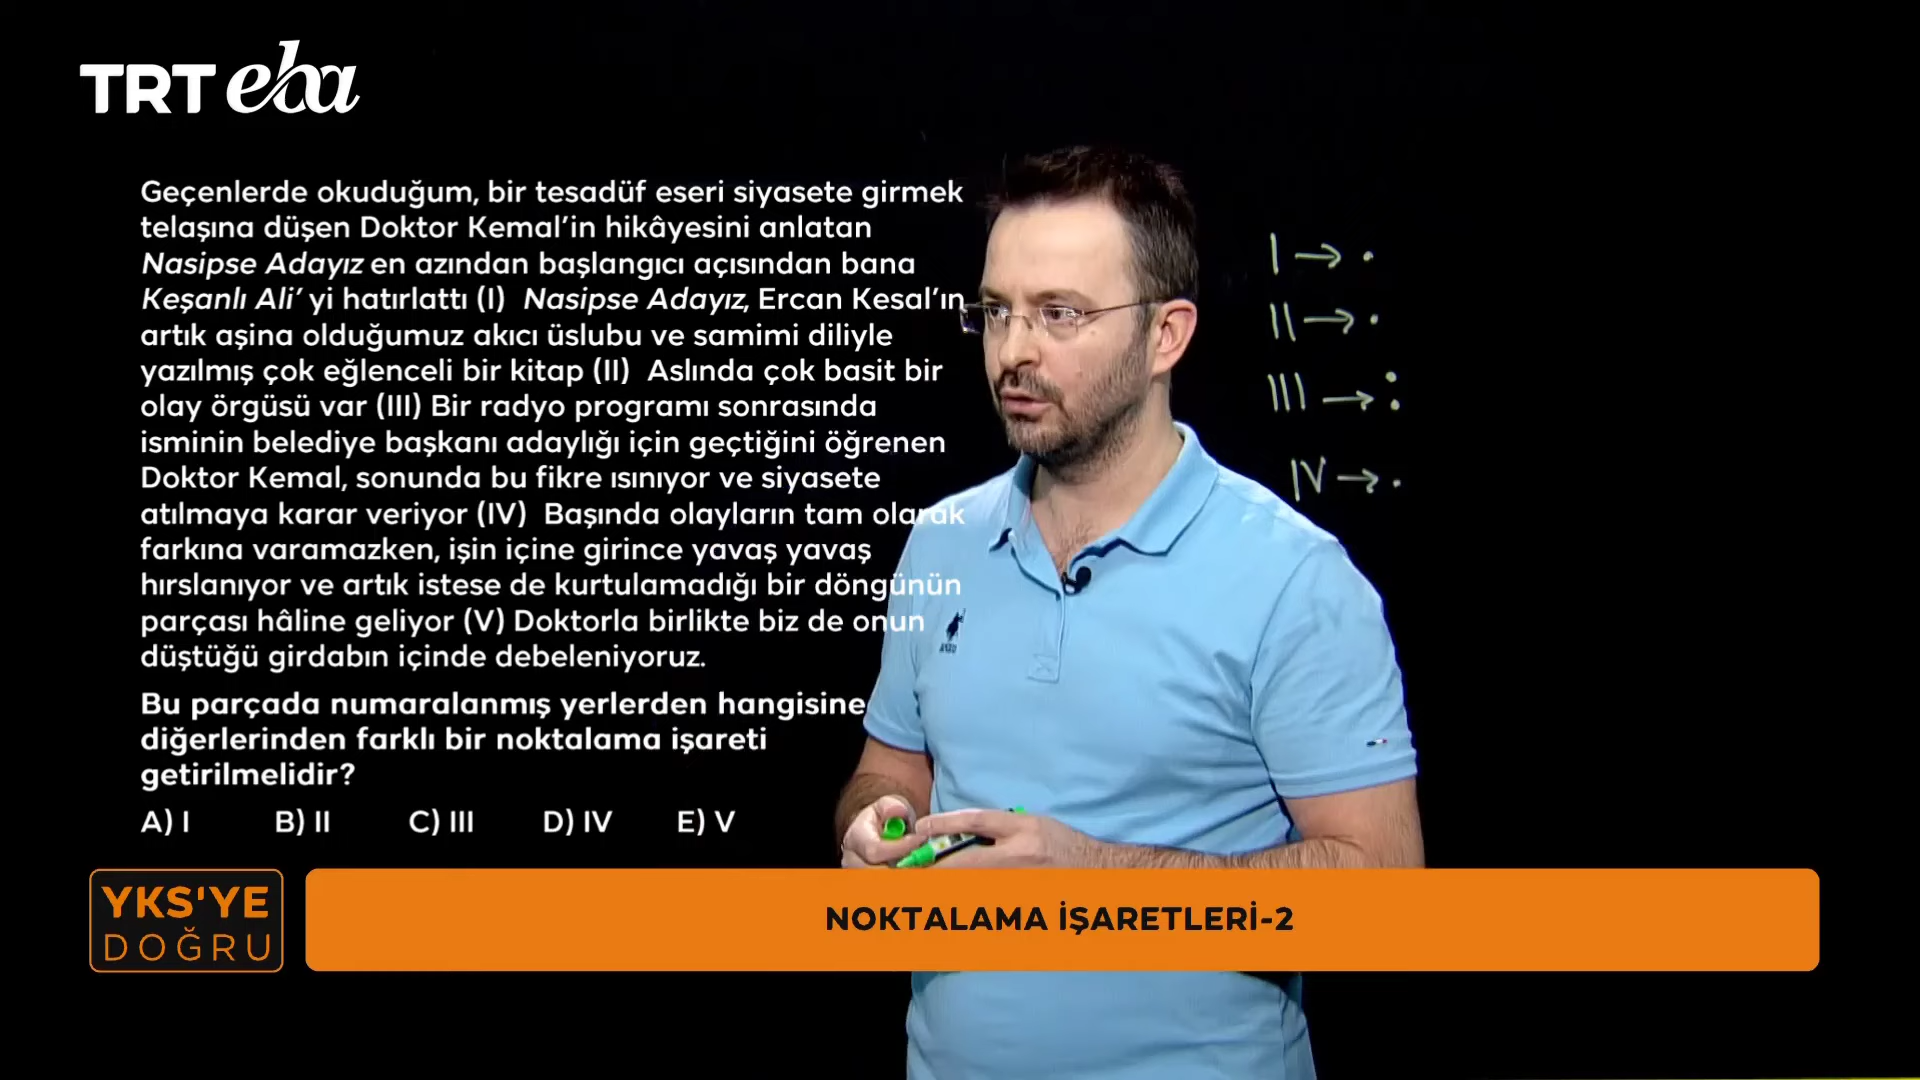 TRT eba
Geçenlerde okuduğum, bir tesadüf eseri siyasete girmek
telaşına düşen Doktor Kemal’in hikâyesini anlatan
Nasipse Adayız en azından başlangıcı açısından bana
Keşanlı Ali’ yi hatırlattı (I) Nasipse Adayız, Ercan Kesal’ın
artık aşina olduğumuz akıcı üslubu ve samimi diliyle
yazılmış çok eğlenceli bir kitap (II) Aslında çok basit bir
olay örgüsü var (III) Bir radyo programı sonrasında
isminin belediye başkanı adaylığı için geçtiğini öğrenen
Doktor Kemal, sonunda bu fikre ısınıyor ve siyasete
atılmaya karar veriyor (IV) Başında olayların tam olarak
farkına varamazken, işin içine girince yavaş yavaş
hırslanıyor ve artık istese de kurtulamadığı bir döngünün
parçası hâline geliyor (V) Doktorla birlikte biz de onun
düştüğü girdabın içinde debeleniyoruz.
Bu parçada numaralanmış yerlerden hangisine
diğerlerinden farklı bir noktalama işareti
getirilmelidir?
A) I B) II C) III D) IV E) V
I → .
II → .
III → :
IV → .
YKS'YE
DOĞRU
NOKTALAMA İŞARETLERİ-2